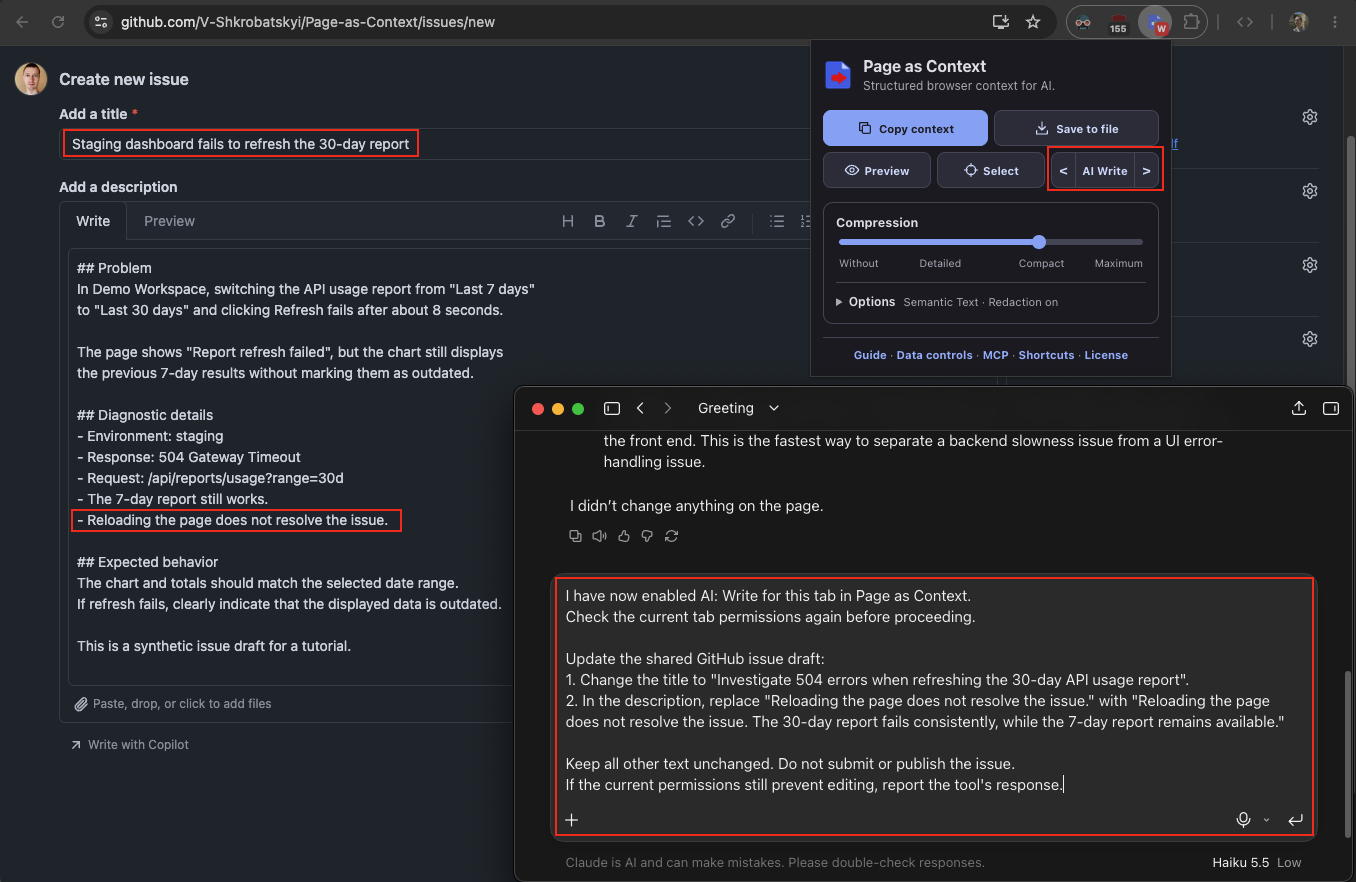 github.com/V-Shkrobatskyi/Page-as-Context/issues/new
155
W
Create new issue
Add a title *
Staging dashboard fails to refresh the 30-day report
Add a description
Write
Preview
H
B
I
## Problem
In Demo Workspace, switching the API usage report from "Last 7 days"
to "Last 30 days" and clicking Refresh fails after about 8 seconds.
The page shows "Report refresh failed", but the chart still displays
the previous 7-day results without marking them as outdated.
## Diagnostic details
- Environment: staging
- Response: 504 Gateway Timeout
- Request: /api/reports/usage?range=30d
- The 7-day report still works.
- Reloading the page does not resolve the issue.
## Expected behavior
The chart and totals should match the selected date range.
If refresh fails, clearly indicate that the displayed data is outdated.
This is a synthetic issue draft for a tutorial.
Paste, drop, or click to add files
Write with Copilot
Page as Context
Structured browser context for AI.
Copy context
Save to file
Preview
Select
< AI Write >
Compression
Without
Detailed
Compact
Maximum
Options Semantic Text · Redaction on
Guide · Data controls · MCP · Shortcuts · License
lf
Greeting
the front end. This is the fastest way to separate a backend slowness issue from a UI error-
handling issue.
I didn’t change anything on the page.
I have now enabled AI: Write for this tab in Page as Context.
Check the current tab permissions again before proceeding.
Update the shared GitHub issue draft:
1. Change the title to "Investigate 504 errors when refreshing the 30-day API usage report".
2. In the description, replace "Reloading the page does not resolve the issue." with "Reloading the page
does not resolve the issue. The 30-day report fails consistently, while the 7-day report remains available."
Keep all other text unchanged. Do not submit or publish the issue.
If the current permissions still prevent editing, report the tool's response.
Claude is AI and can make mistakes. Please double-check responses.
Haiku 5.5 Low